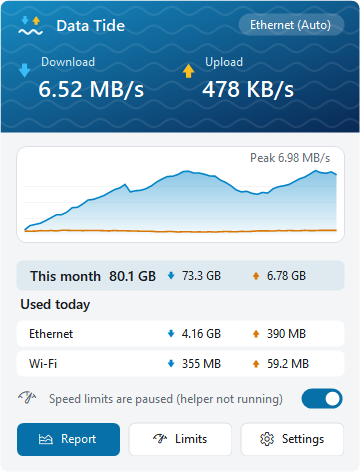 Data Tide Ethernet (Auto)
Download Upload
6.52 MB/s 478 KB/s
Peak 6.98 MB/s
This month 80.1 GB 73.3 GB 6.78 GB
Used today
Ethernet 4.16 GB 390 MB
Wi-Fi 355 MB 59.2 MB
Speed limits are paused (helper not running)
Report Limits Settings